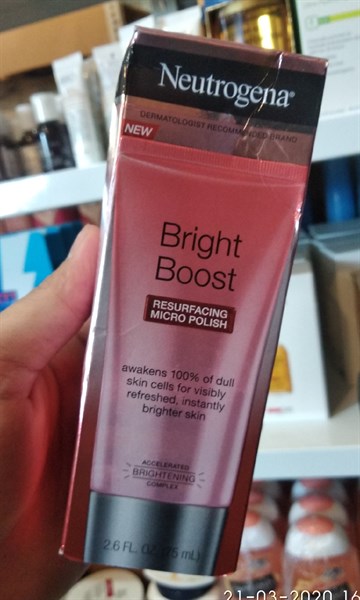 Neutrogena®
DERMATOLOGIST RECOMMENDED BRAND
NEW
Bright
Boost
RESURFACING
MICRO POLISH
awakens 100% of dull
skin cells for visibly
refreshed, instantly
brighter skin
ACCELERATED
BRIGHTENING
COMPLEX
2.6 FL. OZ. (75 mL)
21-03-2020 16